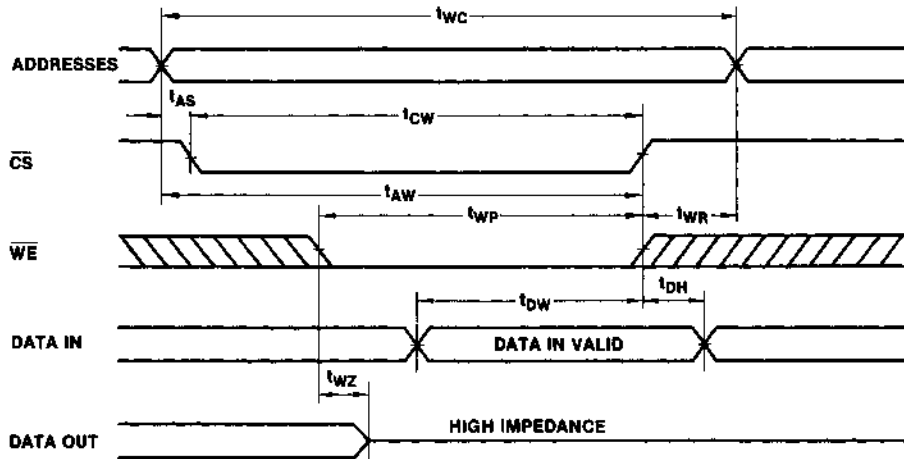 tWC
ADDRESSES
tAS
tCW
CS
tAW
tWP
tWR
WE
tDW
tDH
DATA IN
DATA IN VALID
tWZ
HIGH IMPEDANCE
DATA OUT